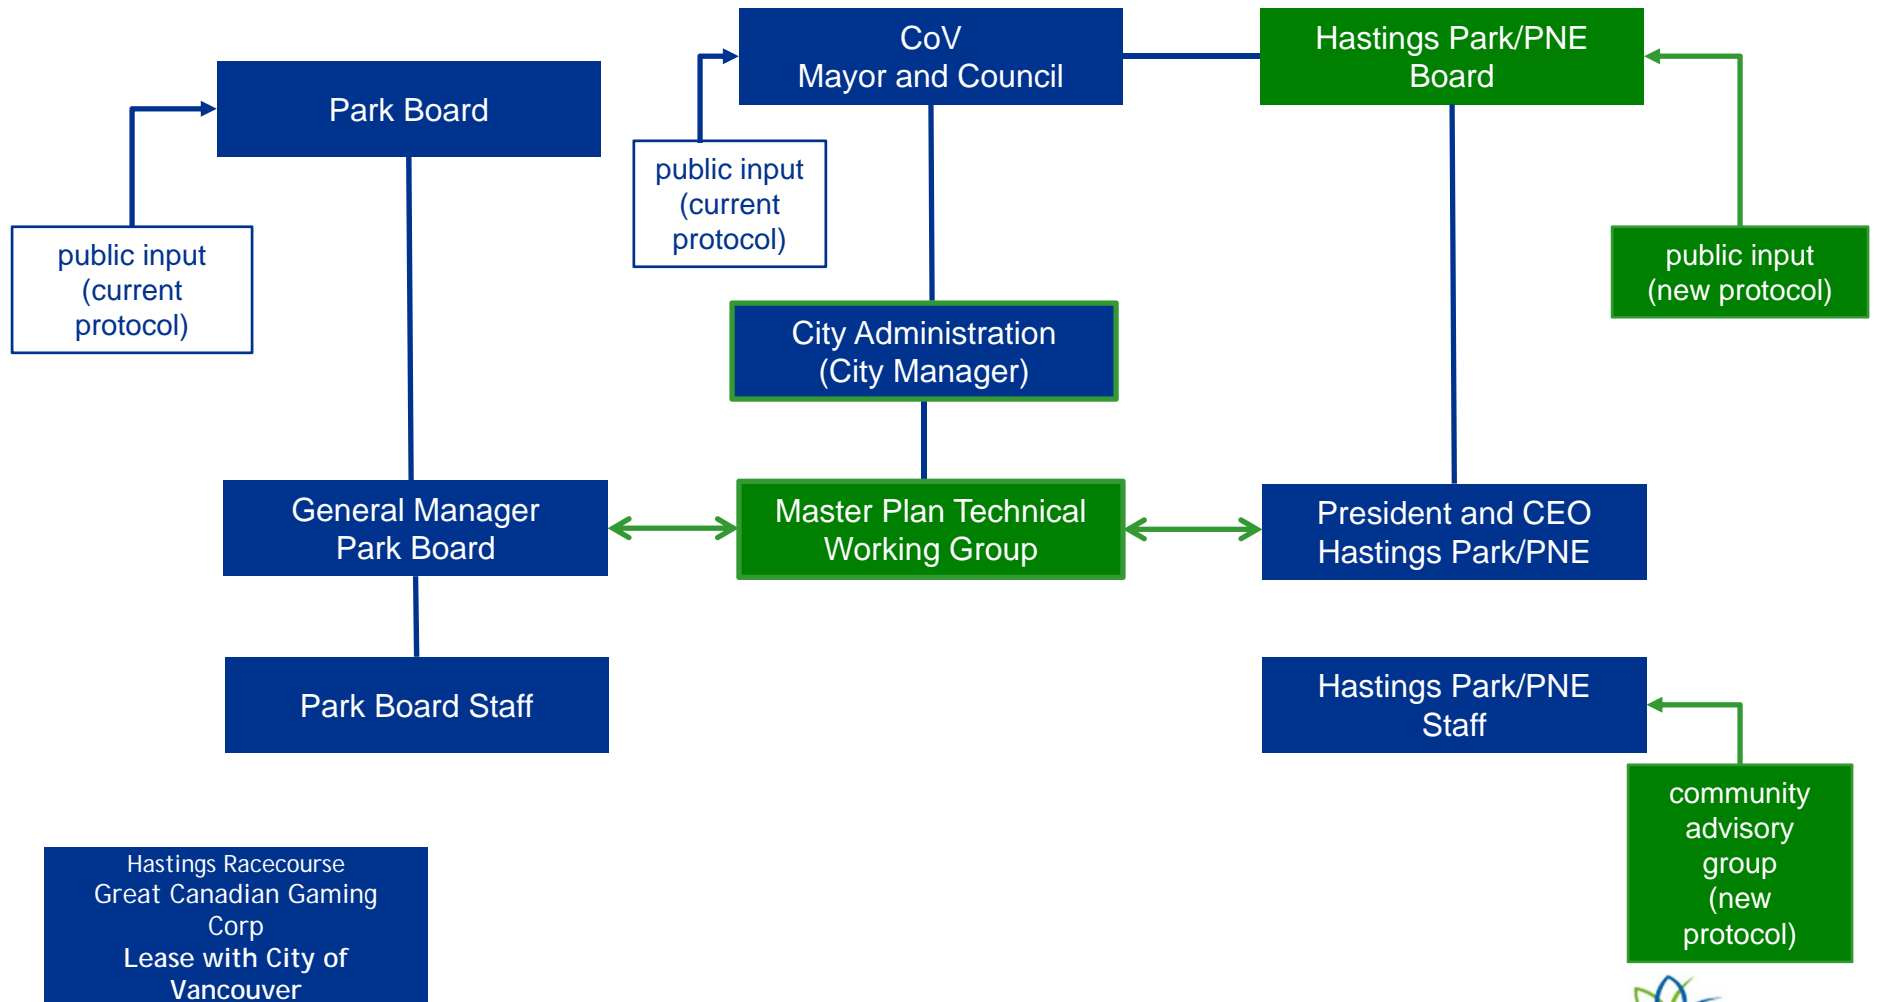 CoV
Mayor and Council
Hastings Park/PNE
Board
Park Board
public input
(current
protocol)
public input
(current
protocol)
public input
(new protocol)
City Administration
(City Manager)
General Manager
Park Board
Master Plan Technical
Working Group
President and CEO
Hastings Park/PNE
Park Board Staff
Hastings Park/PNE
Staff
community
advisory
group
(new
protocol)
Hastings Racecourse
Great Canadian Gaming
Corp
Lease with City of
Vancouver